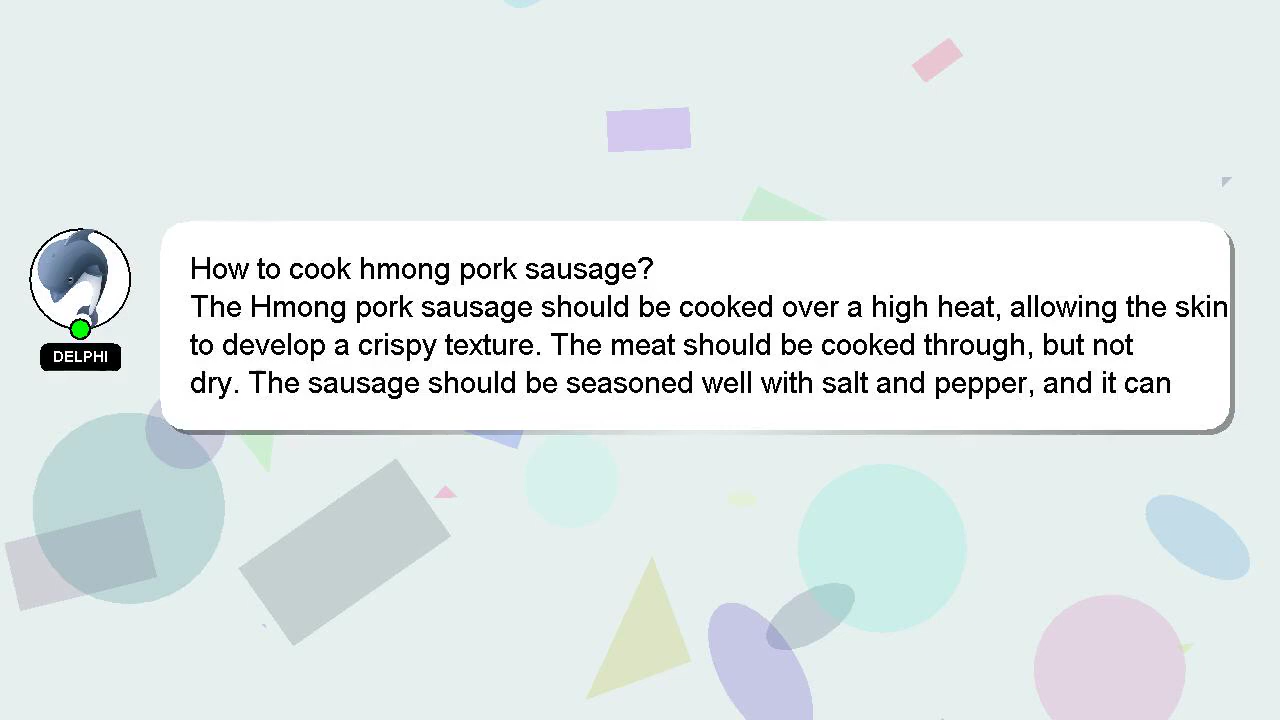 How to cook hmong pork sausage?
The Hmong pork sausage should be cooked over a high heat, allowing the skin
to develop a crispy texture. The meat should be cooked through, but not
dry. The sausage should be seasoned well with salt and pepper, and it can
DELPHI